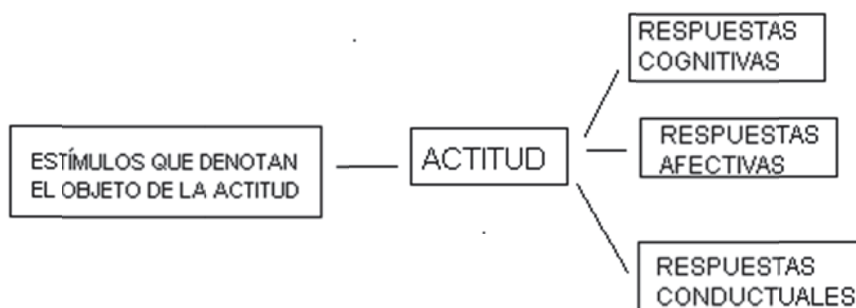 ESTÍMULOS QUE DENOTAN
EL OBJETO DE LA ACTITUD
ACTITUD
RESPUESTAS
COGNITIVAS
RESPUESTAS
AFECTIVAS
RESPUESTAS
CONDUCTUALES